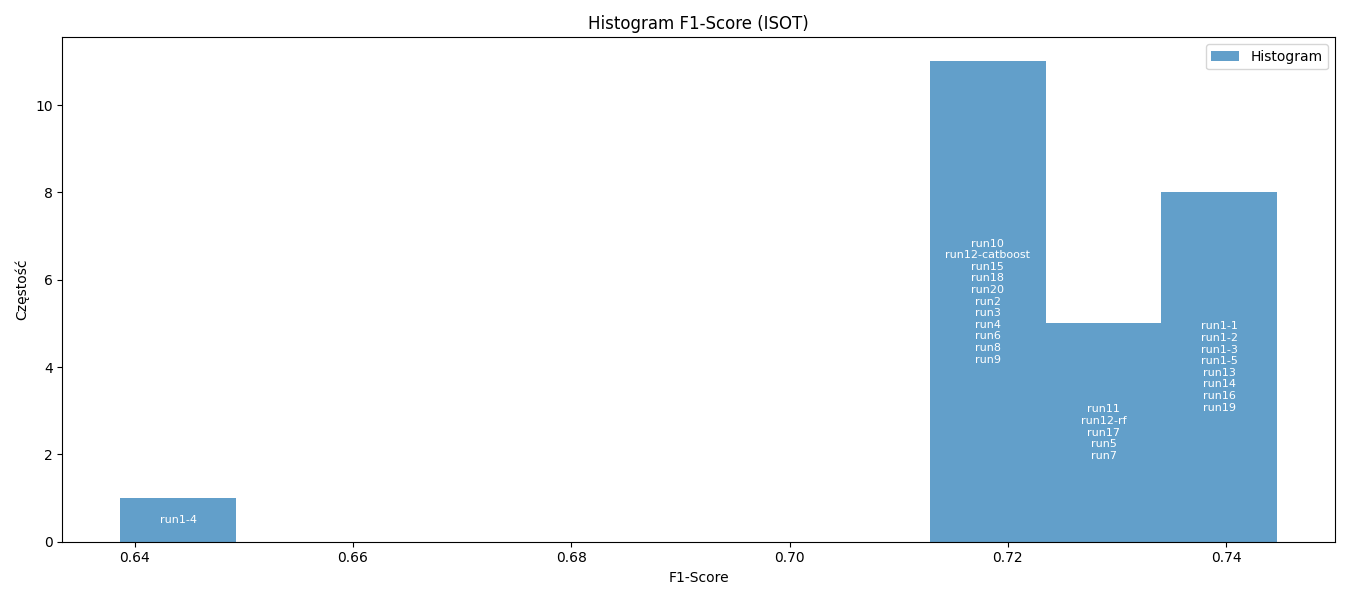 Histogram F1-Score (ISOT)
Histogram
Częstość
10
8
6
4
2
0
run1-4
run10
run12-catboost
run15
run18
run20
run2
run3
run4
run6
run8
run9
run11
run12-rf
run17
run5
run7
run1-1
run1-2
run1-3
run1-5
run13
run14
run16
run19
0.64 0.66 0.68 0.70 0.72 0.74
F1-Score